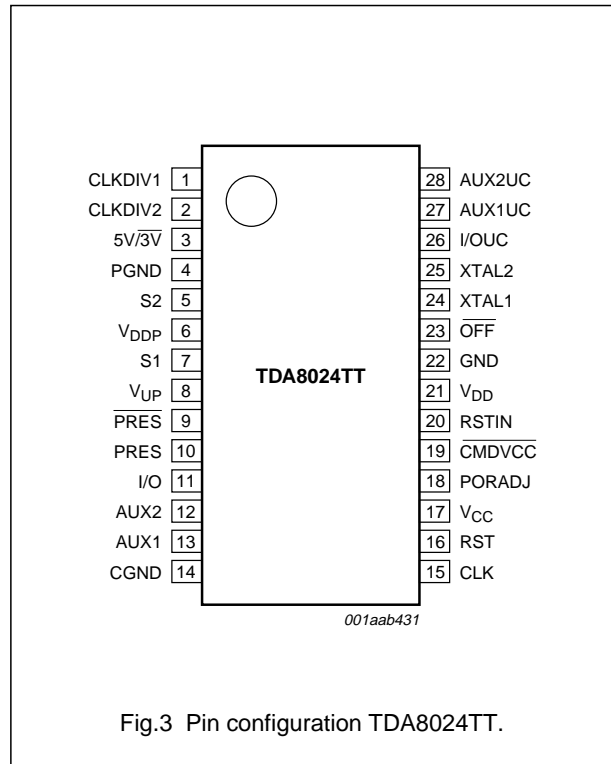 CLKDIV1 1
CLKDIV2 2
5V/3V̅ 3
PGND 4
S2 5
VDDP 6
S1 7
VUP 8
P̅R̅E̅S̅ 9
PRES 10
I/O 11
AUX2 12
AUX1 13
CGND 14
TDA8024TT
28 AUX2UC
27 AUX1UC
26 I/OUC
25 XTAL2
24 XTAL1
23 O̅F̅F̅
22 GND
21 VDD
20 RSTIN
19 C̅M̅D̅V̅C̅C̅
18 PORADJ
17 VCC
16 RST
15 CLK
001aab431
Fig.3 Pin configuration TDA8024TT.